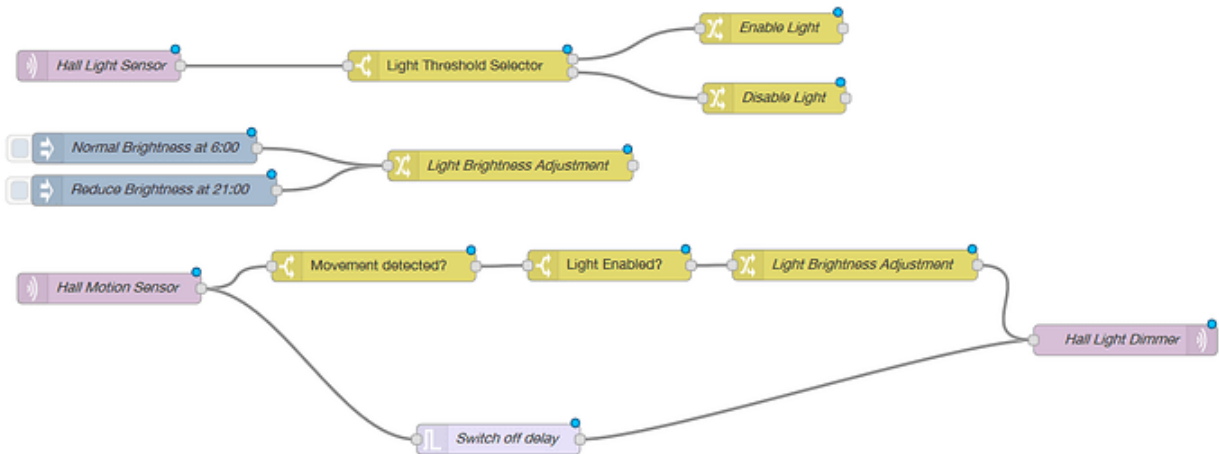 Enable Light
Hall Light Sensor
Light Threshold Selector
Disable Light
Normal Brightness at 6:00
Light Brightness Adjustment
Reduce Brightness at 21:00
Movement detected?
Light Enabled?
Light Brightness Adjustment
Hall Motion Sensor
Hall Light Dimmer
Switch off delay